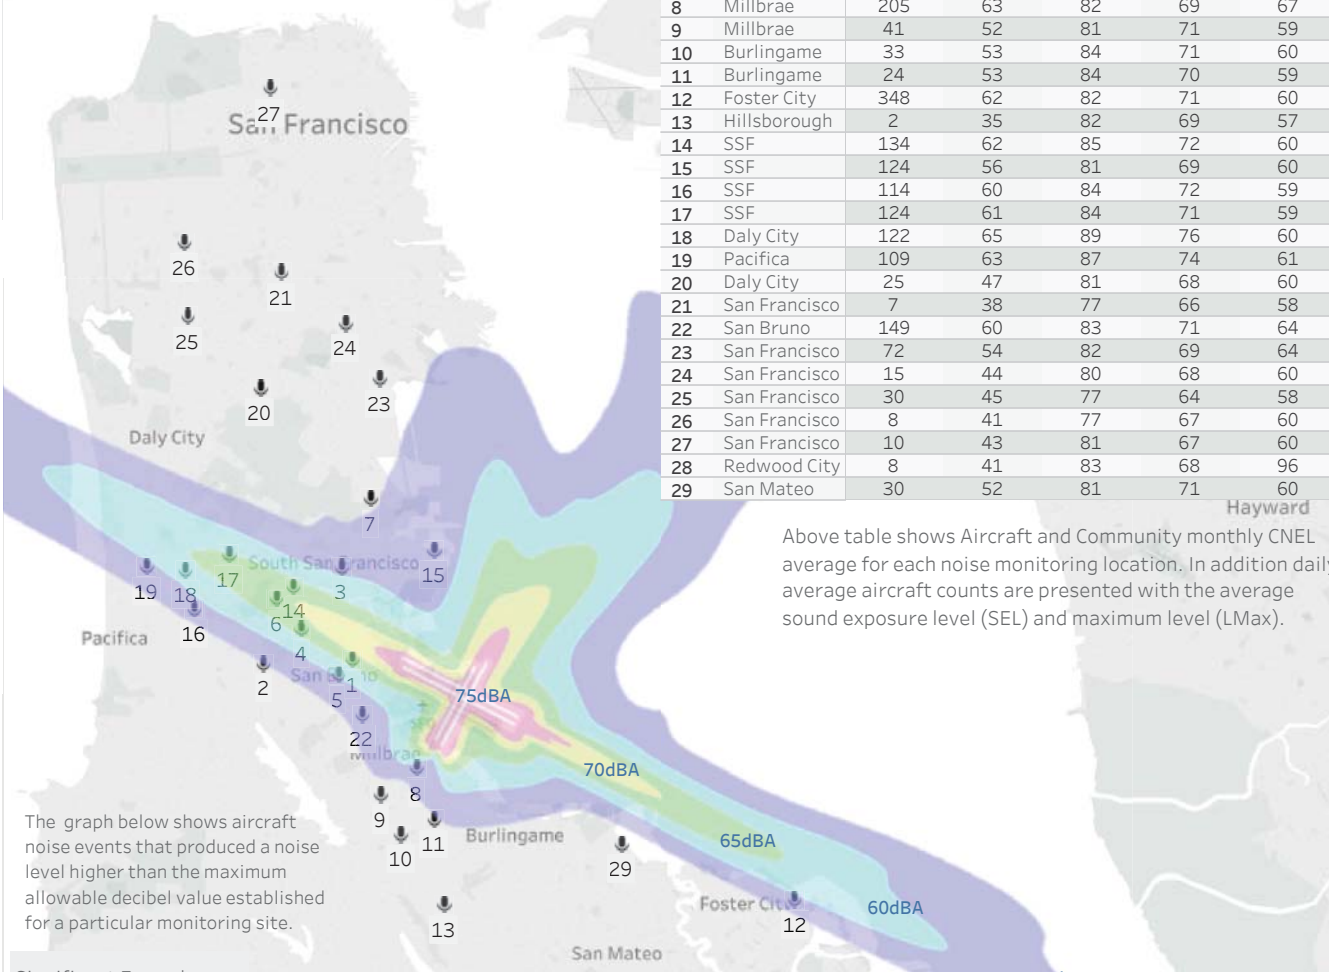 8 Millbrae 205 63 82 69 67
9 Millbrae 41 52 81 71 59
10 Burlingame 33 53 84 71 60
11 Burlingame 24 53 84 70 59
12 Foster City 348 62 82 71 60
13 Hillsborough 2 35 82 69 57
14 SSF 134 62 85 72 60
15 SSF 124 56 81 69 60
16 SSF 114 60 84 72 59
17 SSF 124 61 84 71 59
18 Daly City 122 65 89 76 60
19 Pacifica 109 63 87 74 61
20 Daly City 25 47 81 68 60
21 San Francisco 7 38 77 66 58
22 San Bruno 149 60 83 71 64
23 San Francisco 72 54 82 69 64
24 San Francisco 15 44 80 68 60
25 San Francisco 30 45 77 64 58
26 San Francisco 8 41 77 67 60
27 San Francisco 10 43 81 67 60
28 Redwood City 8 41 83 68 96
29 San Mateo 30 52 81 71 60
Above table shows Aircraft and Community monthly CNEL
average for each noise monitoring location. In addition daily
average aircraft counts are presented with the average
sound exposure level (SEL) and maximum level (LMax).
27
San Francisco
26
21
25
24
20
23
Daly City
7
Hayward
South San Francisco
19
18
17
3
15
14
6
16
Pacifica
4
2
San Bruno
1
5
75dBA
22
Millbrae
70dBA
8
9
10
11
Burlingame
29
65dBA
13
Foster City
12
60dBA
San Mateo
The graph below shows aircraft
noise events that produced a noise
level higher than the maximum
allowable decibel value established
for a particular monitoring site.